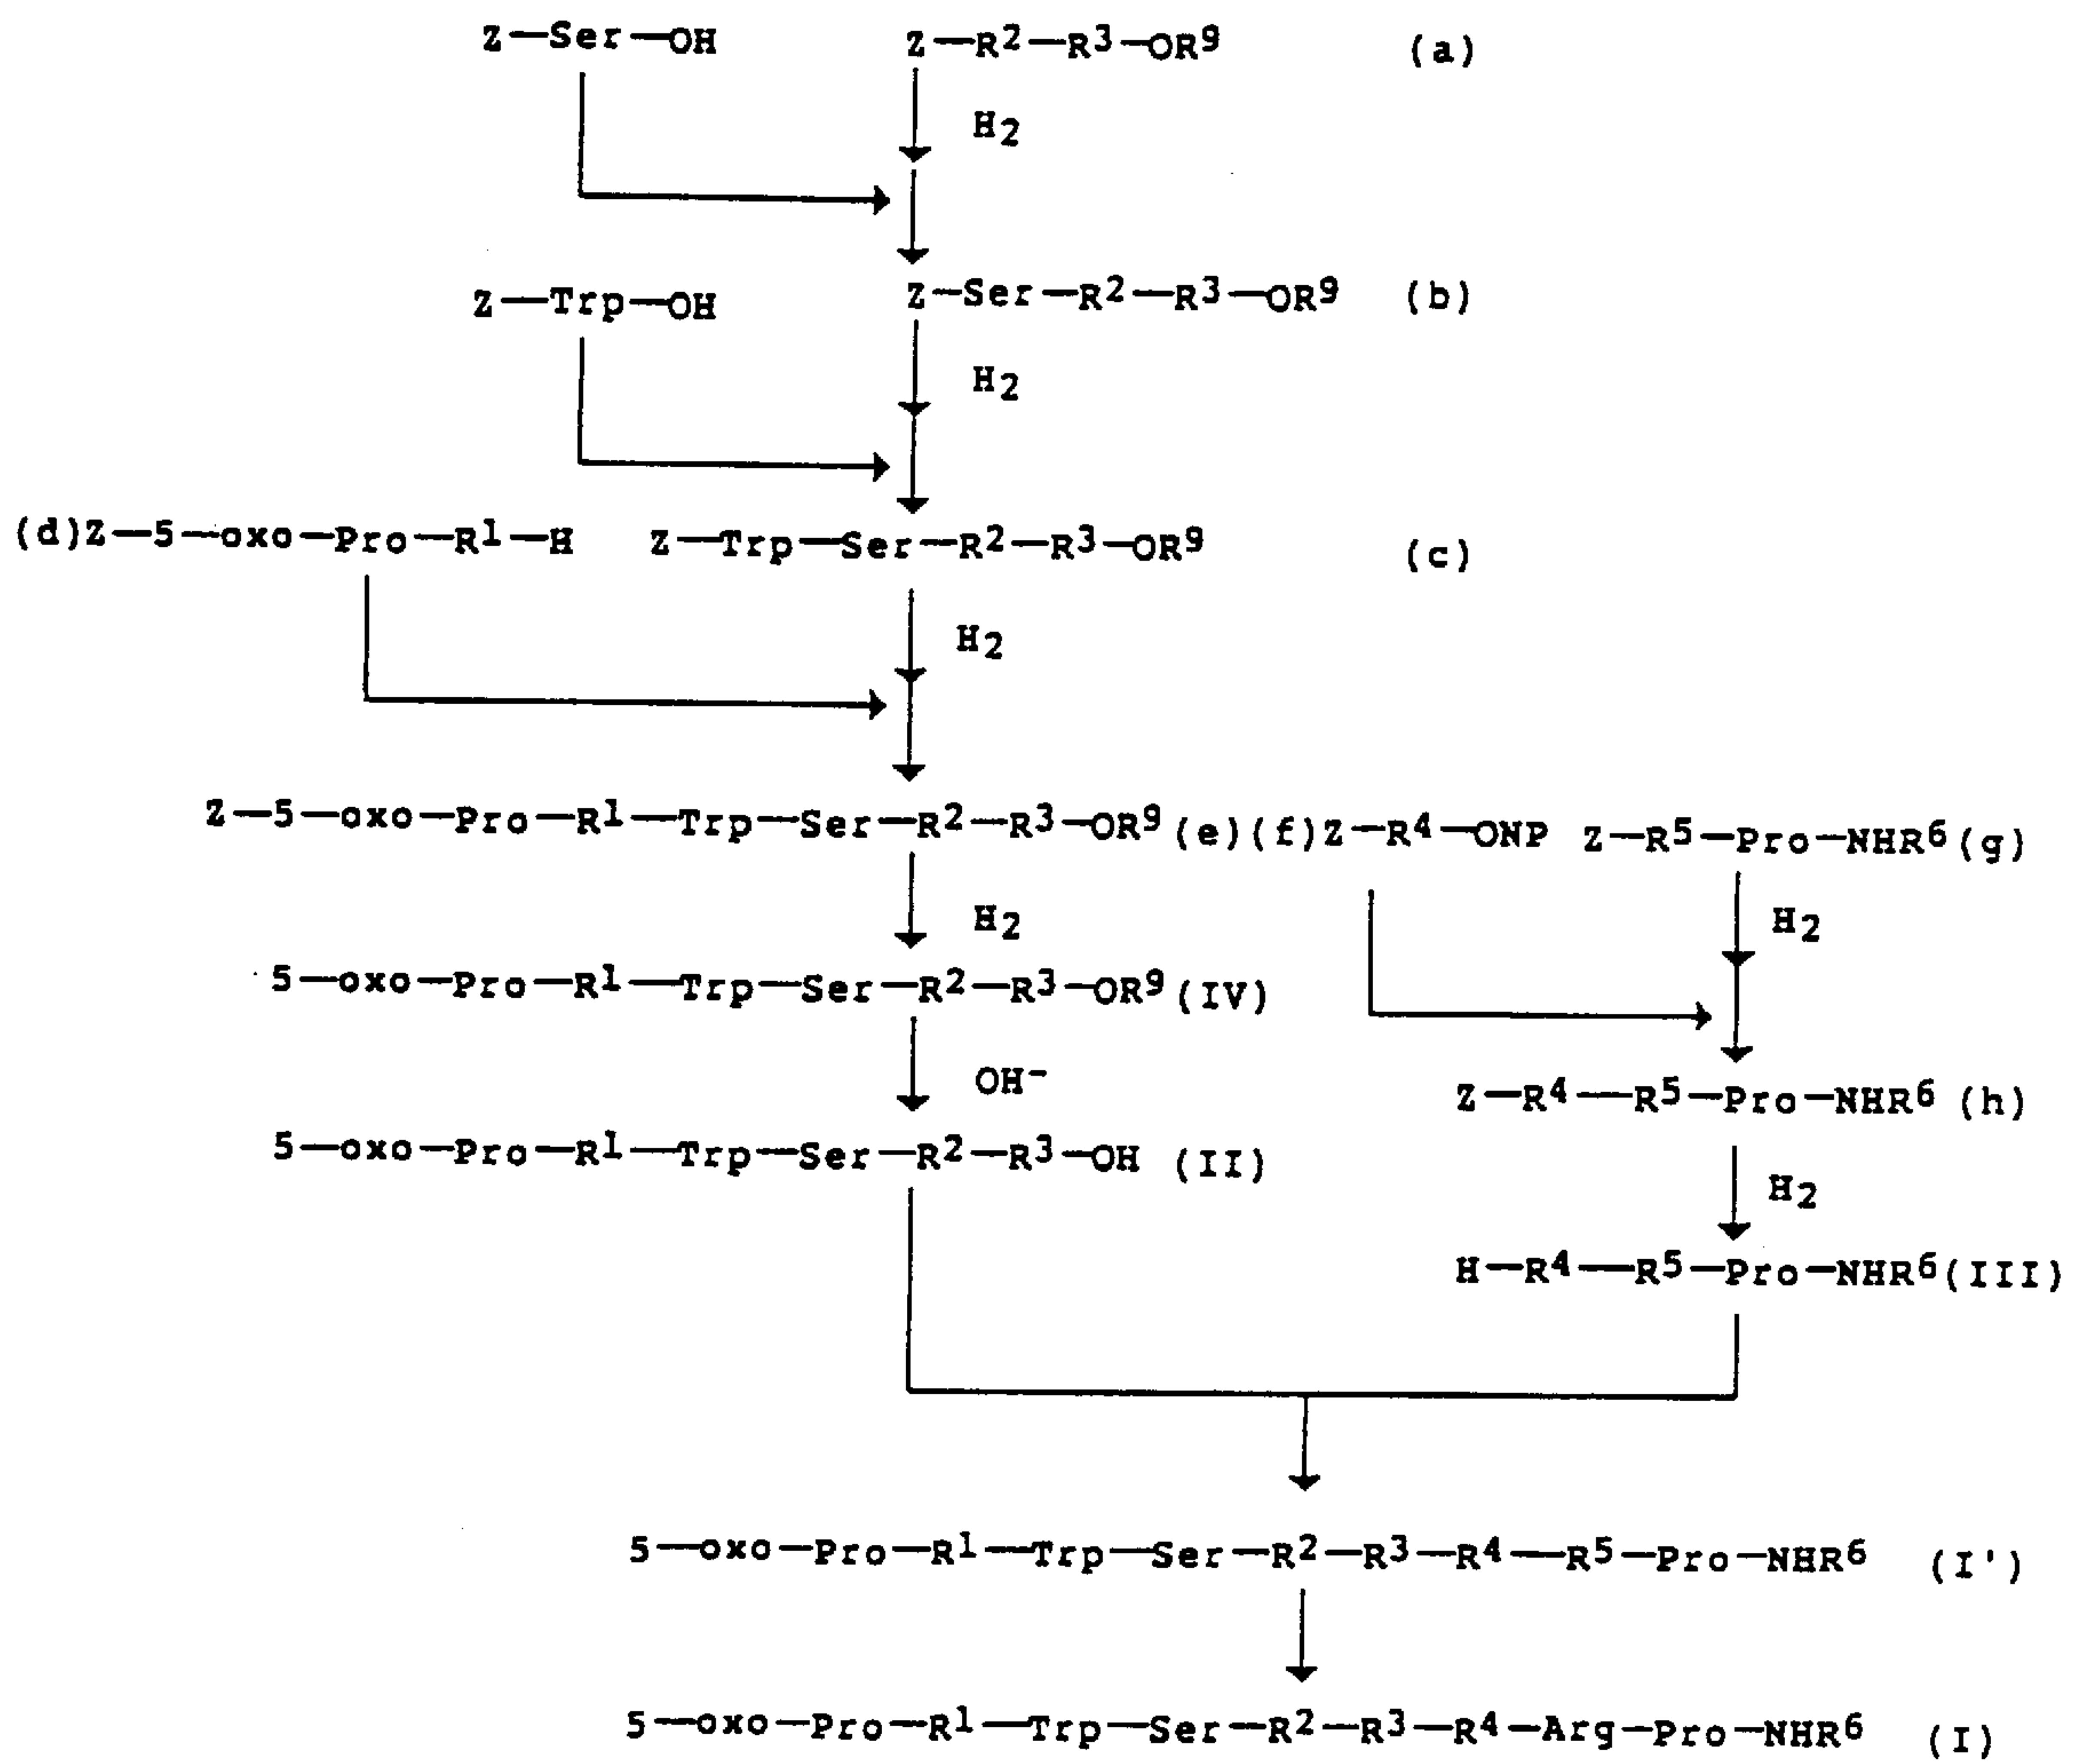 Z—Ser—OH Z—R²—R³—OR⁹ (a)
H₂
Z—Trp—OH Z—Ser—R²—R³—OR⁹ (b)
H₂
(d)Z—5—oxo—Pro—R¹—H Z—Trp—Ser—R²—R³—OR⁹ (c)
H₂
Z—5—oxo—Pro—R¹—Trp—Ser—R²—R³—OR⁹(e)(f)Z—R⁴—ONP Z—R⁵—Pro—NHR⁶(g)
H₂ H₂
5—oxo—Pro—R¹—Trp—Ser—R²—R³—OR⁹(IV)
OH⁻
Z—R⁴—R⁵—Pro—NHR⁶ (h)
5—oxo—Pro—R¹—Trp—Ser—R²—R³—OH (II)
H₂
H—R⁴—R⁵—Pro—NHR⁶(III)
5—oxo—Pro—R¹—Trp—Ser—R²—R³—R⁴—R⁵—Pro—NHR⁶ (I')
5—oxo—Pro—R¹—Trp—Ser—R²—R³—R⁴—Arg—Pro—NHR⁶ (I)